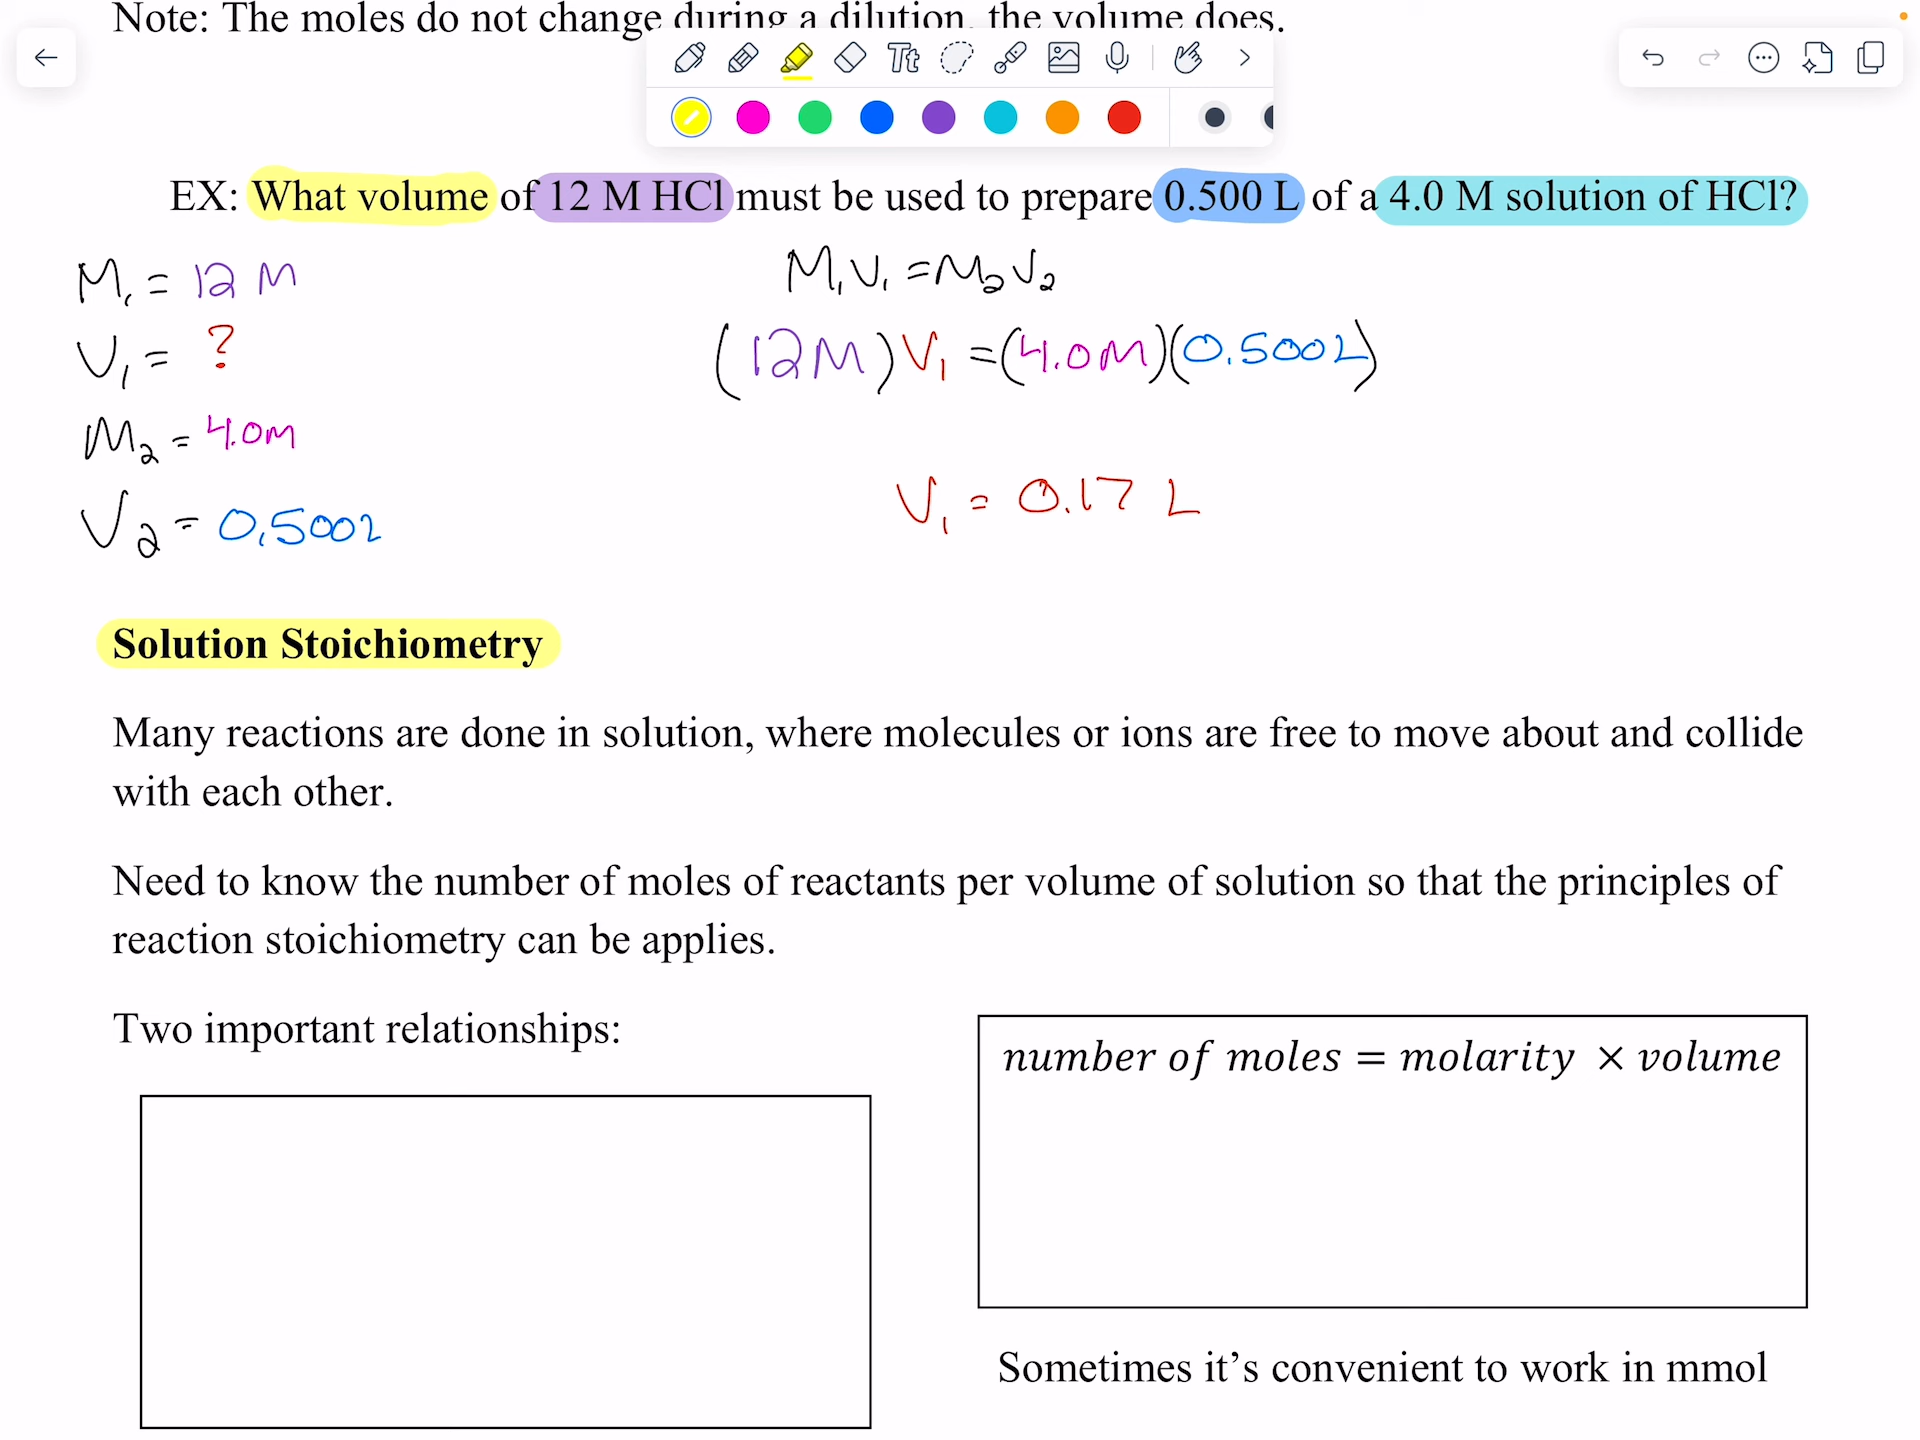 Note: The moles do not change during a dilution, the volume does.
Tt
EX: What volume of 12 M HCl must be used to prepare 0.500 L of a 4.0 M solution of HCl?
M₁ = 12 M
M₁V₁ = M₂V₂
V₁ = ?
(12M)V₁ = (4.0M)(0.500L)
M₂ = 4.0M
V₁ = 0.17 L
V₂ = 0.500L
Solution Stoichiometry
Many reactions are done in solution, where molecules or ions are free to move about and collide
with each other.
Need to know the number of moles of reactants per volume of solution so that the principles of
reaction stoichiometry can be applies.
Two important relationships:
number of moles = molarity × volume
Sometimes it’s convenient to work in mmol